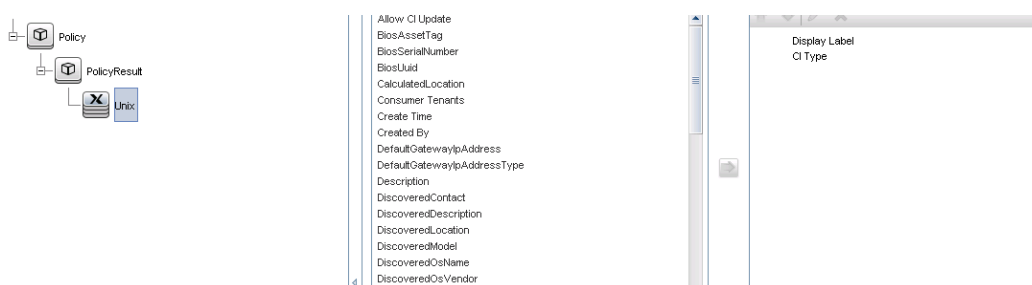 Policy
PolicyResult
Unix
Allow CI Update
BiosAssetTag
BiosSerialNumber
BiosUuid
CalculatedLocation
Consumer Tenants
Create Time
Created By
DefaultGatewayIpAddress
DefaultGatewayIpAddressType
Description
DiscoveredContact
DiscoveredDescription
DiscoveredLocation
DiscoveredModel
DiscoveredOsName
DiscoveredOsVendor
Display Label
CI Type